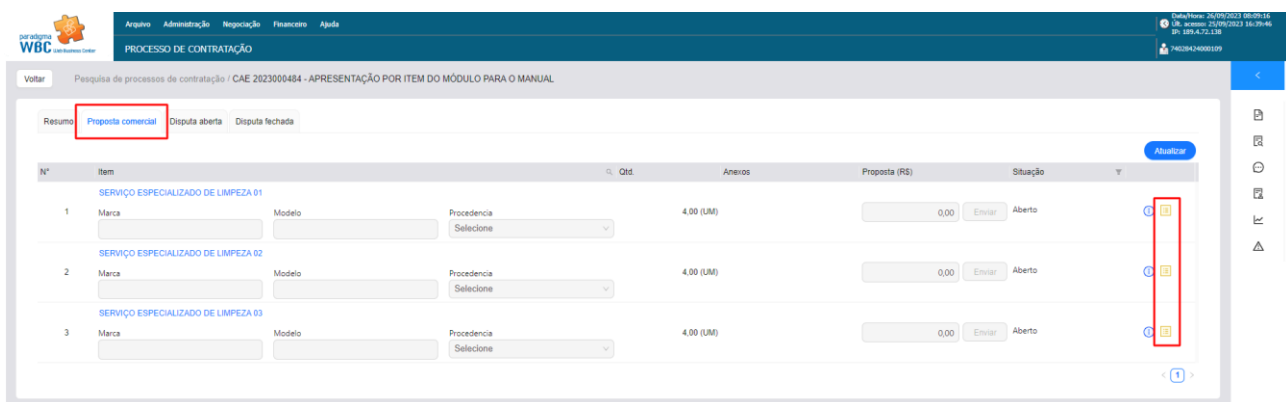 paradigma
WBC Web Business Center
Arquivo Administração Negociação Financeiro Ajuda
Data/Hora: 26/09/2023 08:09:16
Últ. acesso: 25/09/2023 16:39:46
IP: 189.4.72.138
PROCESSO DE CONTRATAÇÃO
74028424000109
Voltar Pesquisa de processos de contratação / CAE 2023000484 - APRESENTAÇÃO POR ITEM DO MÓDULO PARA O MANUAL
Resumo Proposta comercial Disputa aberta Disputa fechada
Atualizar
N° Item Qtd. Anexos Proposta (R$) Situação
SERVIÇO ESPECIALIZADO DE LIMPEZA 01
1 Marca Modelo Procedencia 4,00 (UM) 0,00 Enviar Aberto
Selecione
SERVIÇO ESPECIALIZADO DE LIMPEZA 02
2 Marca Modelo Procedencia 4,00 (UM) 0,00 Enviar Aberto
Selecione
SERVIÇO ESPECIALIZADO DE LIMPEZA 03
3 Marca Modelo Procedencia 4,00 (UM) 0,00 Enviar Aberto
Selecione
< 1 >